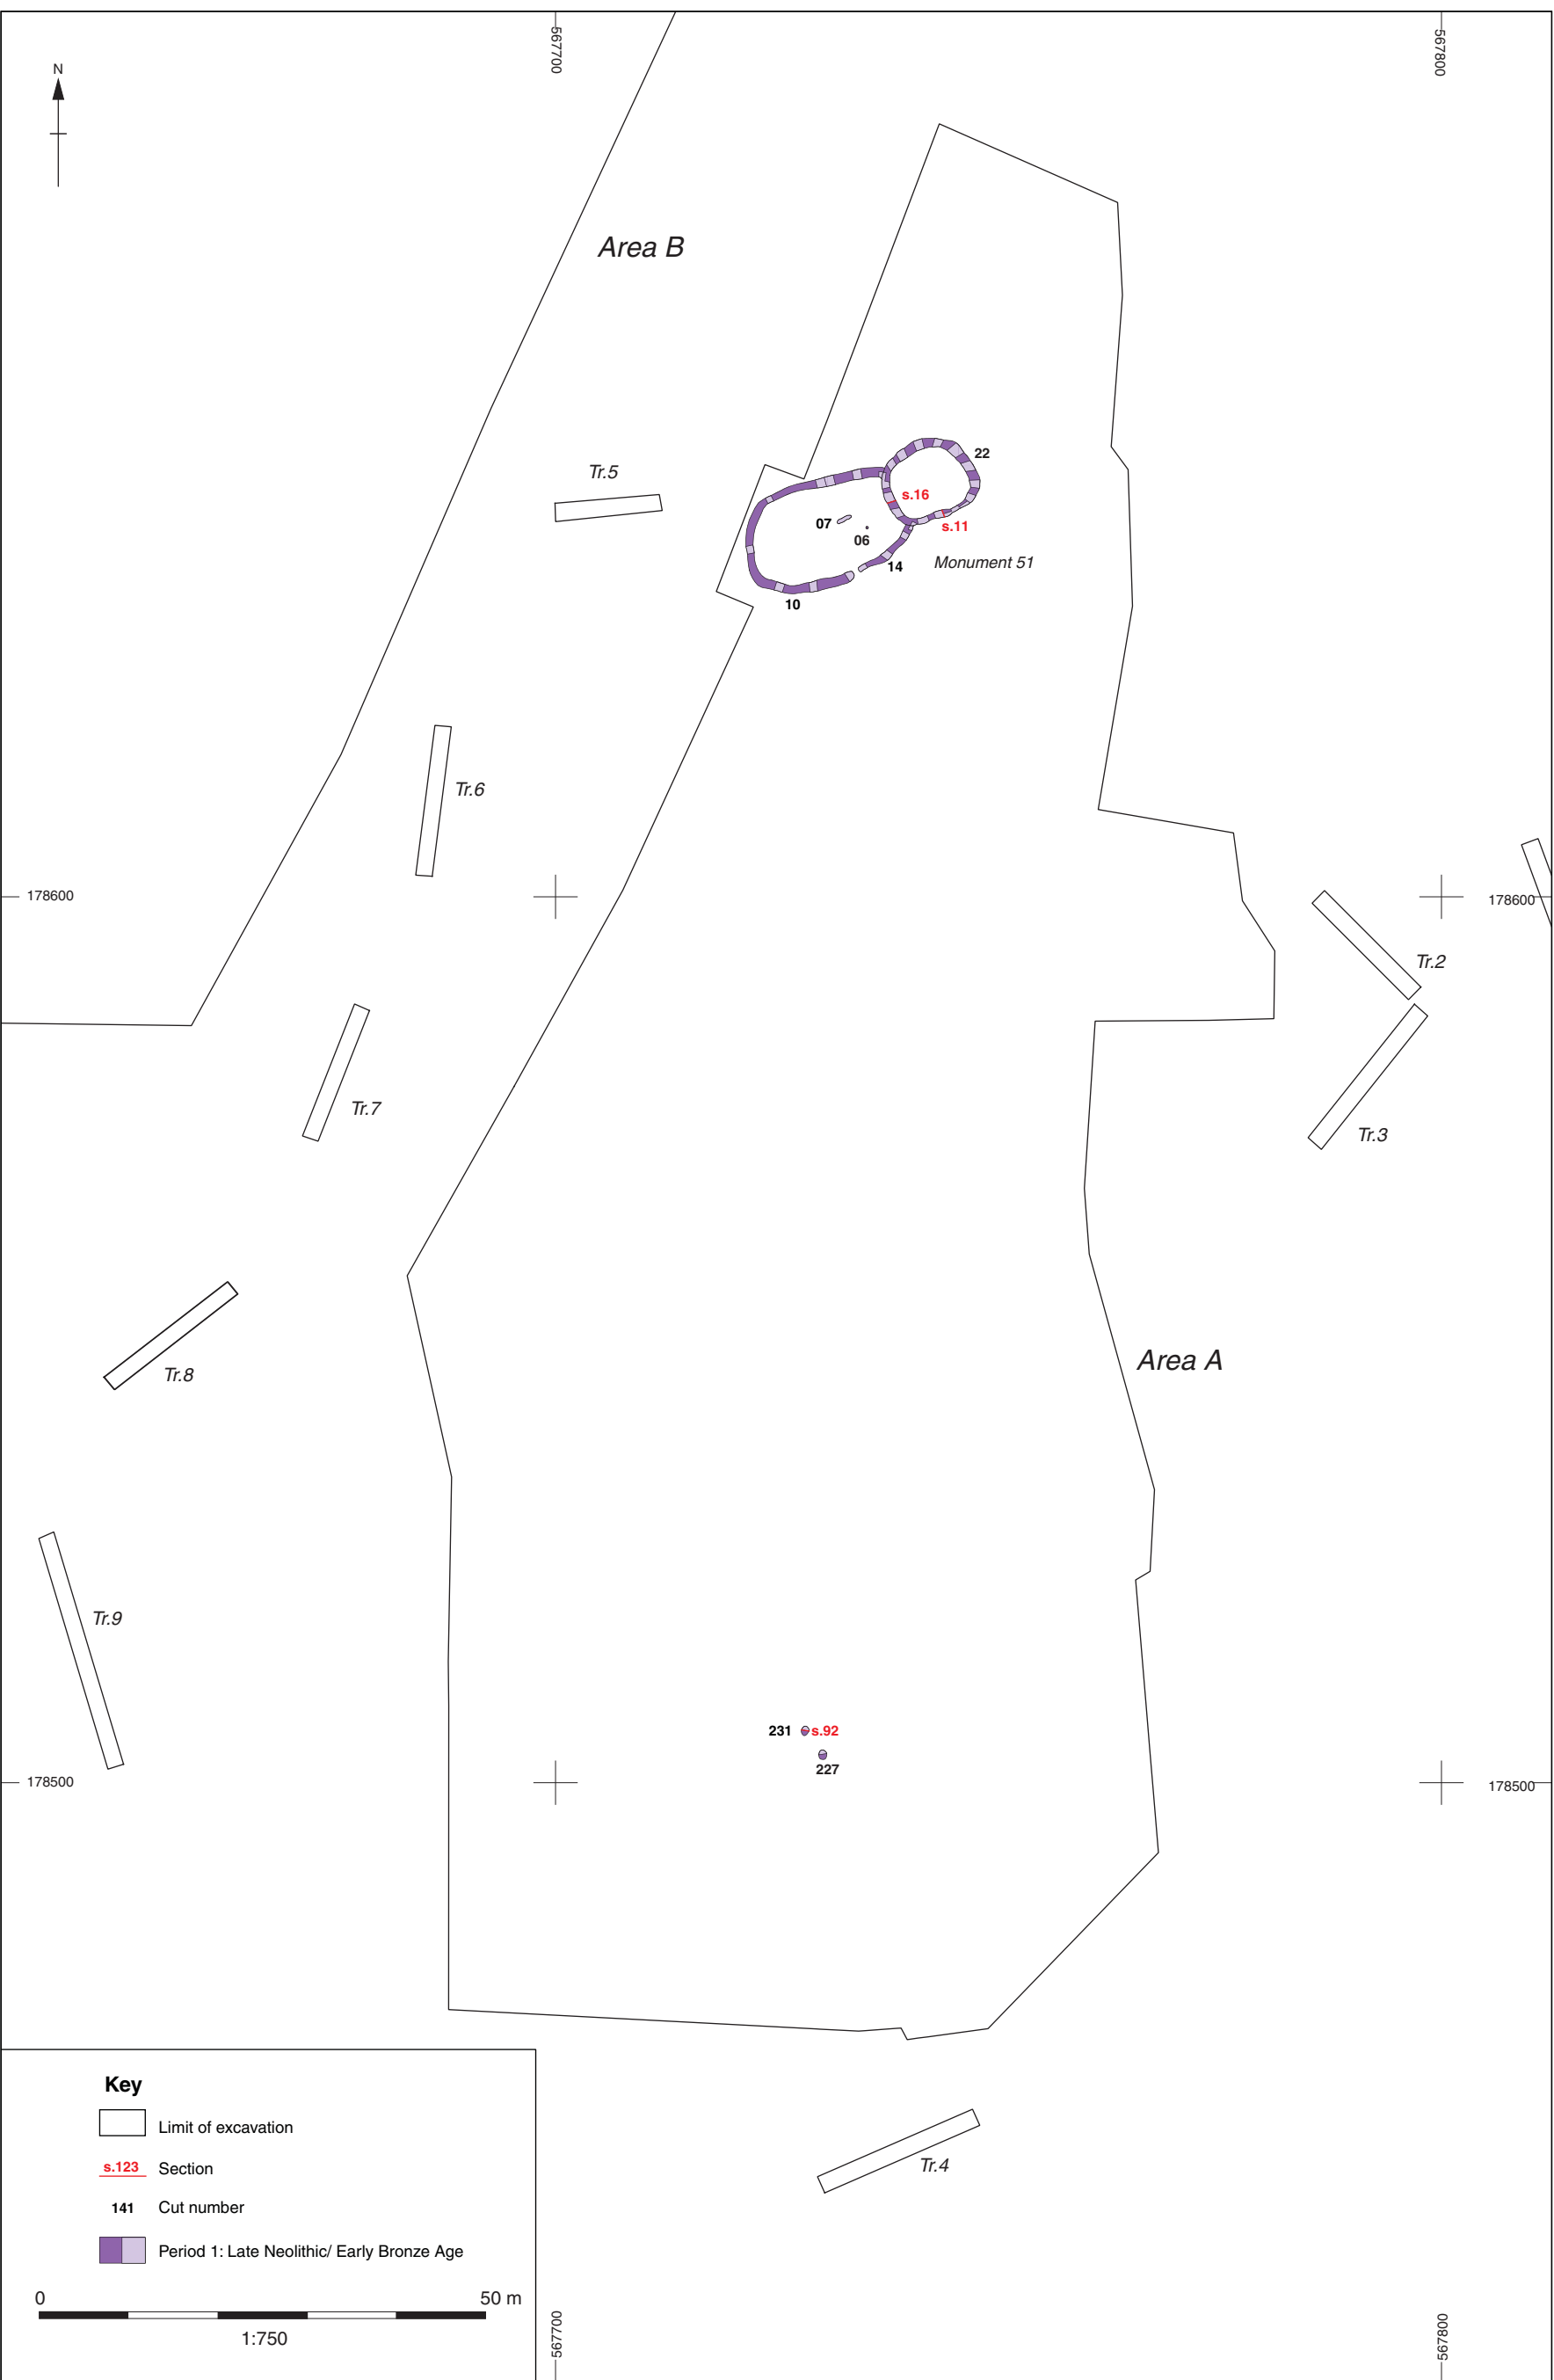 567700
567800
N
Area B
22
Tr.5
s.16
07
s.11
06
Monument 51
14
10
Tr.6
178600
178600
Tr.2
Tr.7
Tr.3
Area A
Tr.8
Tr.9
231 s.92
227
178500
178500
Key
Limit of excavation
s.123 Section
Tr.4
141 Cut number
Period 1: Late Neolithic/ Early Bronze Age
0 50 m
1:750
567700
567800